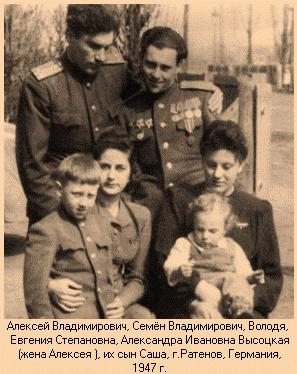 Алексей Владимирович, Семён Владимирович, Володя,
Евгения Степановна, Александра Ивановна Высоцкая
(жена Алексея ), их сын Саша, г.Ратенов, Германия,
1947 г.